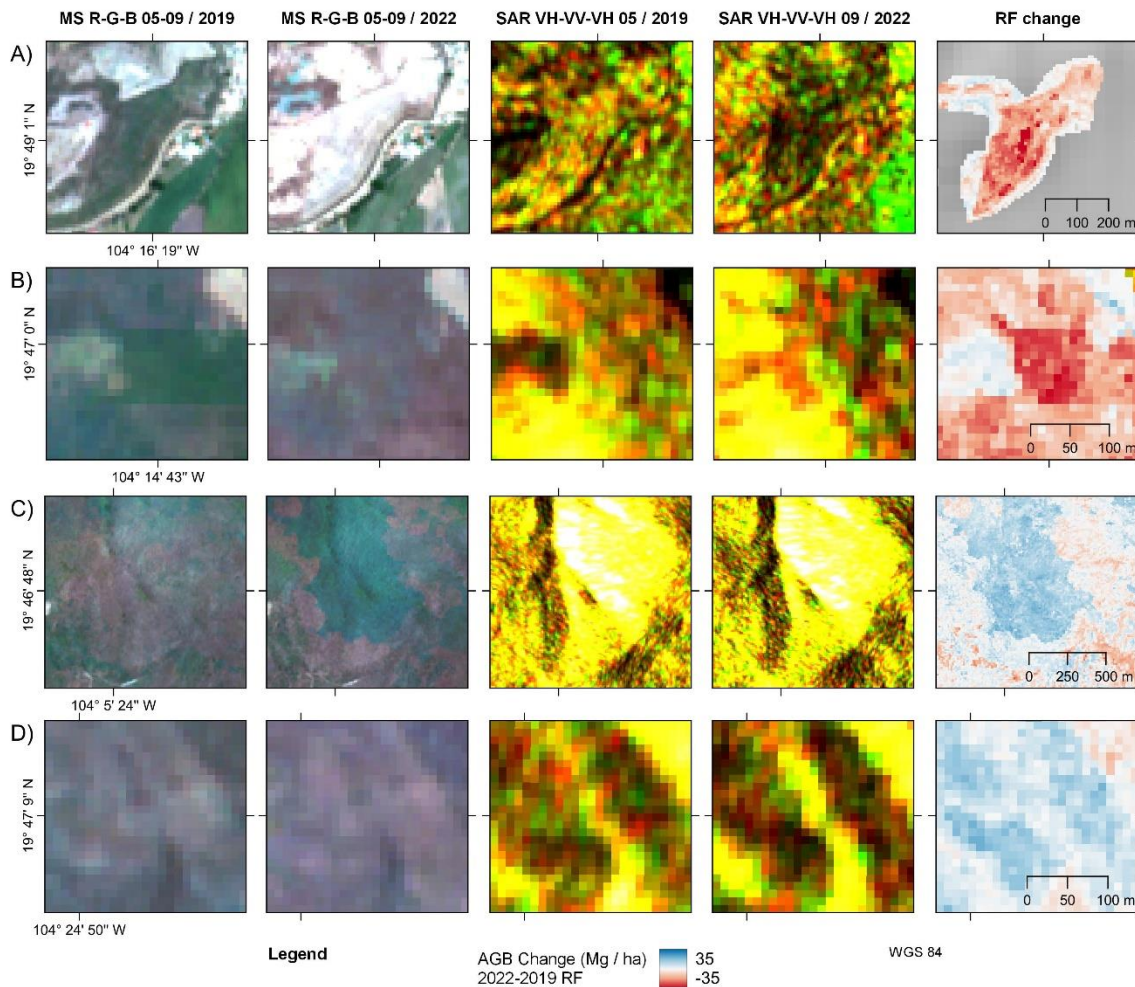 MS R-G-B 05-09 / 2019 MS R-G-B 05-09 / 2022 SAR VH-VV-VH 05 / 2019 SAR VH-VV-VH 09 / 2022 RF change
A)
19° 49' 1" N
0 100 200 m
104° 16' 19" W
B)
19° 47' 0" N
0 50 100 m
104° 14' 43" W
C)
19° 46' 48" N
0 250 500 m
104° 5' 24" W
D)
19° 47' 9" N
0 50 100 m
104° 24' 50" W
Legend
WGS 84
AGB Change (Mg / ha) 35
2022-2019 RF -35